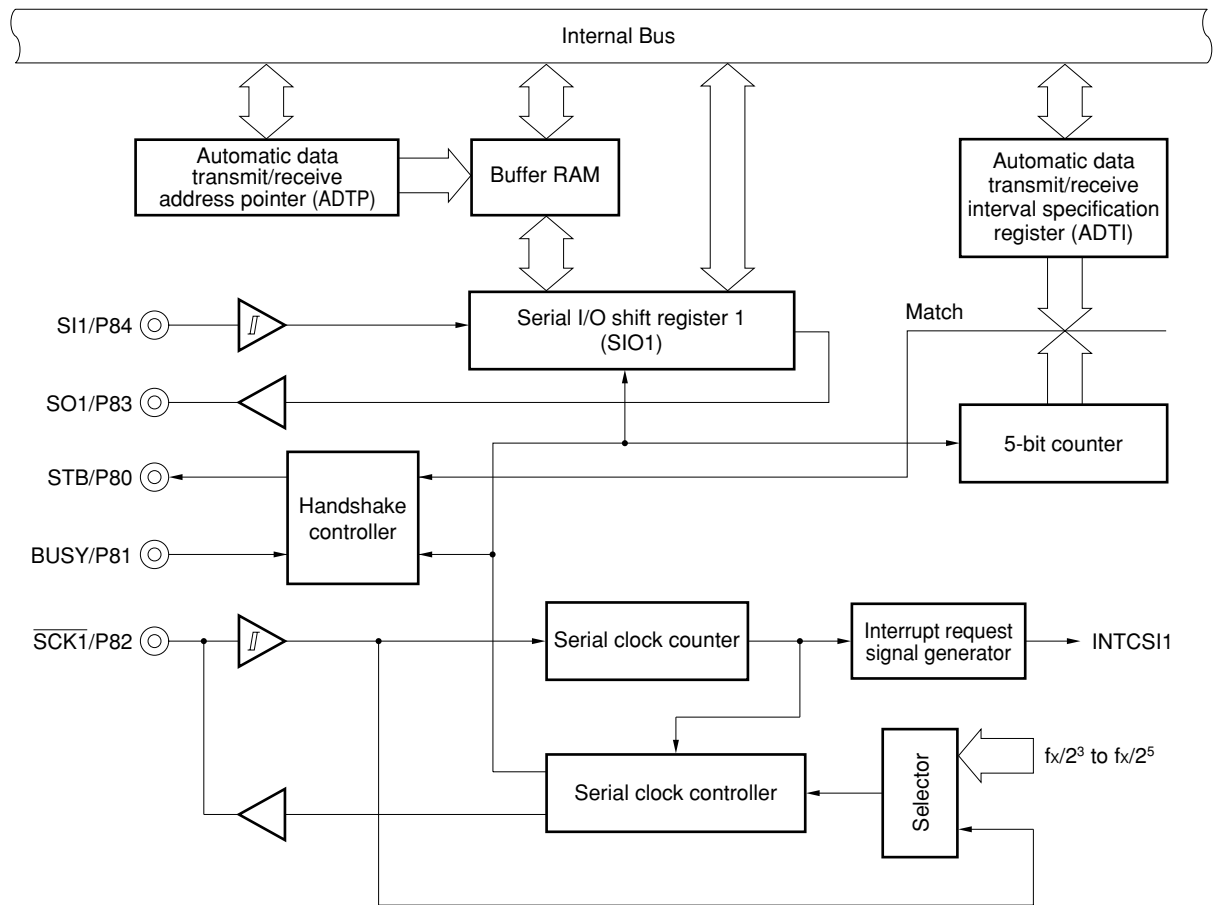 Internal Bus
Automatic data
transmit/receive
address pointer (ADTP)
Buffer RAM
Automatic data
transmit/receive
interval specification
register (ADTI)
SI1/P84
Serial I/O shift register 1
(SIO1)
Match
SO1/P83
5-bit counter
STB/P80
Handshake
controller
BUSY/P81
S̅C̅K̅1̅/P82
Serial clock counter
Interrupt request
signal generator
INTCSI1
Serial clock controller
Selector
fx/2³ to fx/2⁵